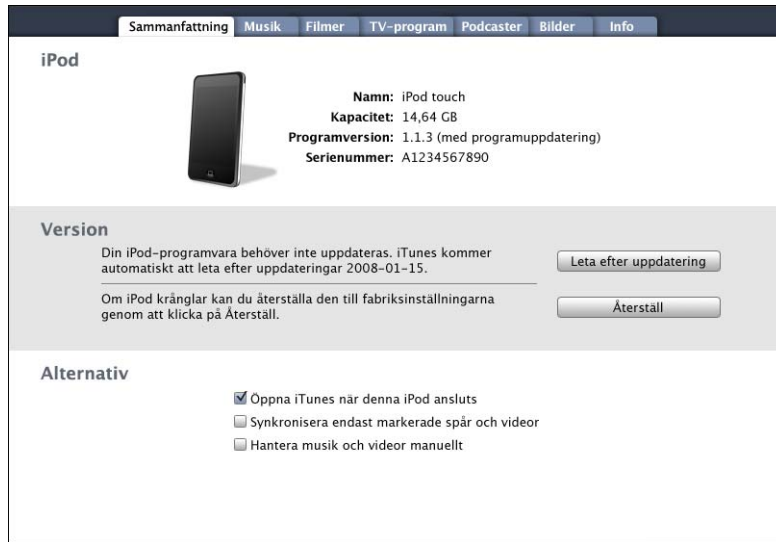 Sammanfattning Musik Filmer TV-program Podcaster Bilder Info
iPod
Namn: iPod touch
Kapacitet: 14,64 GB
Programversion: 1.1.3 (med programuppdatering)
Serienummer: A1234567890
Version
Din iPod-programvara behöver inte uppdateras. iTunes kommer
automatiskt att leta efter uppdateringar 2008-01-15.
Leta efter uppdatering
Om iPod krånglar kan du återställa den till fabriksinställningarna
genom att klicka på Återställ.
Återställ
Alternativ
Öppna iTunes när denna iPod ansluts
Synkronisera endast markerade spår och videor
Hantera musik och videor manuellt